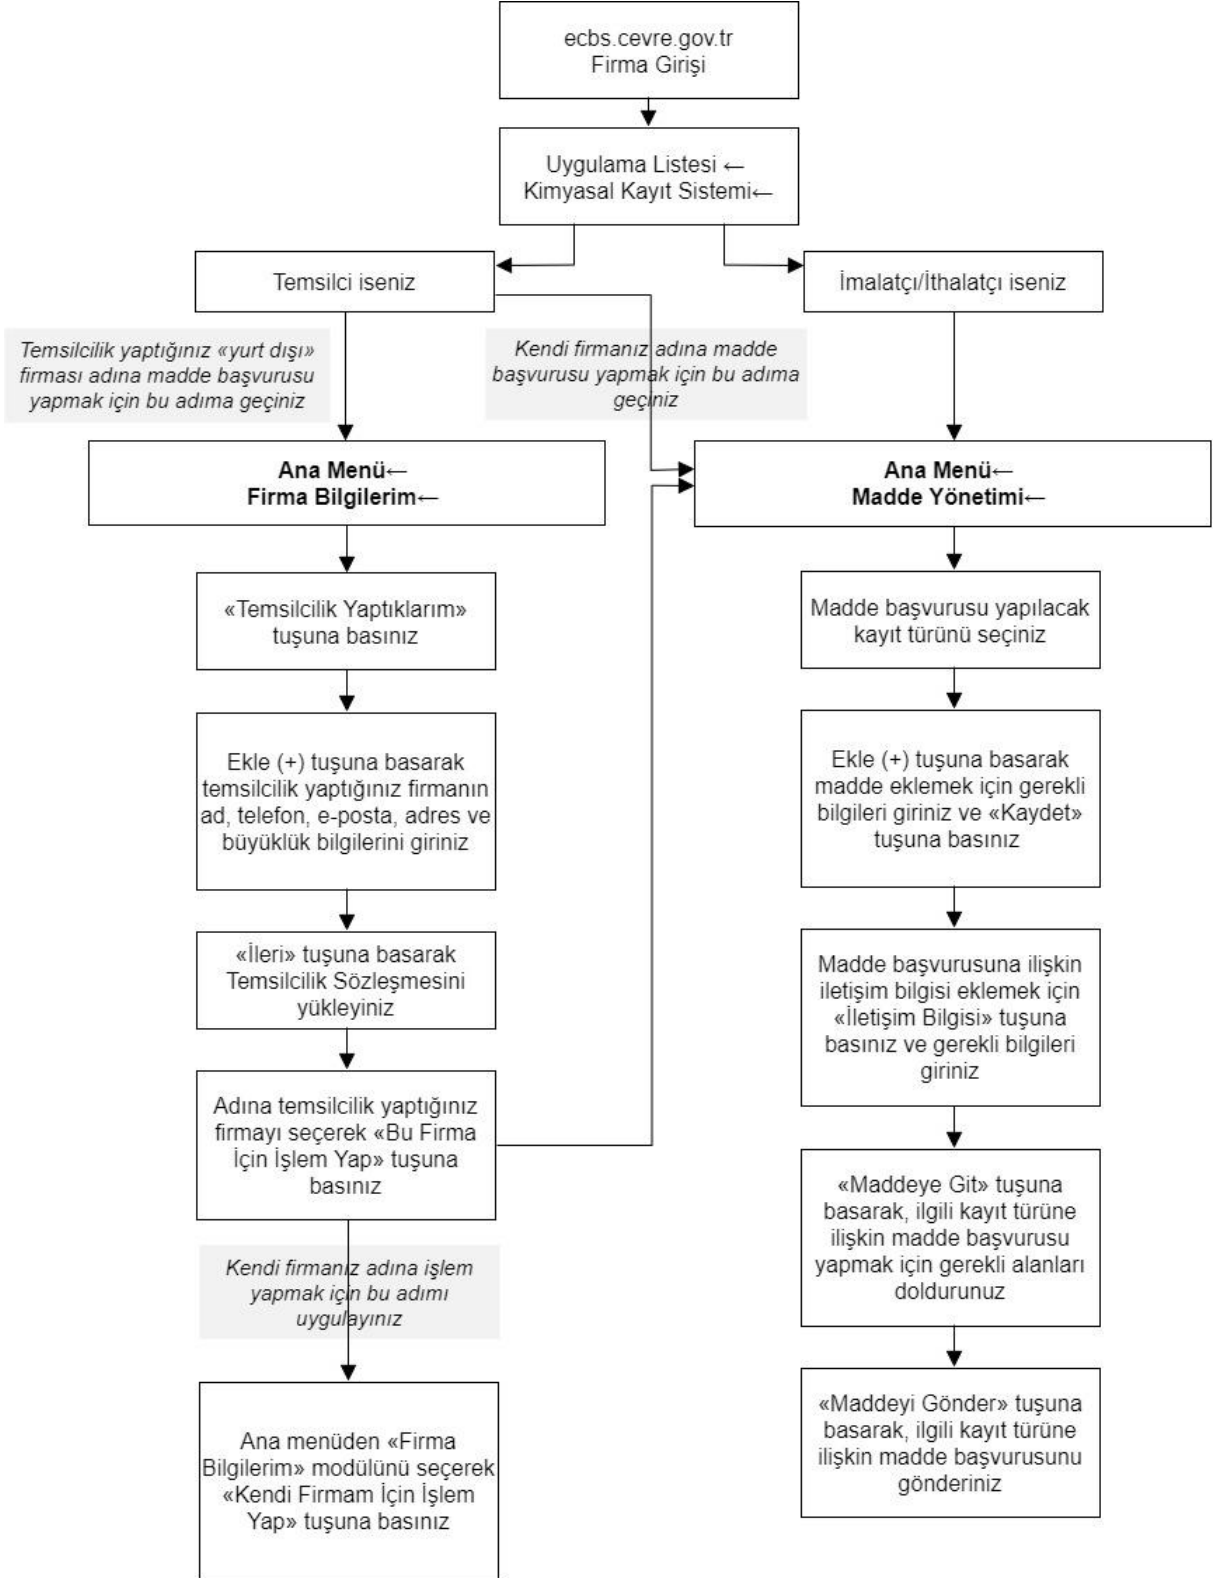 ecbs.cevre.gov.tr
Firma Girişi
Uygulama Listesi ←
Kimyasal Kayıt Sistemi←
Temsilci iseniz
İmalatçı/İthalatçı iseniz
Temsilcilik yaptığınız «yurt dışı»
firması adına madde başvurusu
yapmak için bu adıma geçiniz
Kendi firmanız adına madde
başvurusu yapmak için bu adıma
geçiniz
Ana Menü←
Firma Bilgilerim←
Ana Menü←
Madde Yönetimi←
«Temsilcilik Yaptıklarım»
tuşuna basınız
Ekle (+) tuşuna basarak
temsilcilik yaptığınız firmanın
ad, telefon, e-posta, adres ve
büyüklük bilgilerini giriniz
«İleri» tuşuna basarak
Temsilcilik Sözleşmesini
yükleyiniz
Adına temsilcilik yaptığınız
firmayı seçerek «Bu Firma
İçin İşlem Yap» tuşuna
basınız
Kendi firmanız adına işlem
yapmak için bu adımı
uygulayınız
Ana menüden «Firma
Bilgilerim» modülünü seçerek
«Kendi Firmam İçin İşlem
Yap» tuşuna basınız
Madde başvurusu yapılacak
kayıt türünü seçiniz
Ekle (+) tuşuna basarak
madde eklemek için gerekli
bilgileri giriniz ve «Kaydet»
tuşuna basınız
Madde başvurusuna ilişkin
iletişim bilgisi eklemek için
«İletişim Bilgisi» tuşuna
basınız ve gerekli bilgileri
giriniz
«Maddeye Git» tuşuna
basarak, ilgili kayıt türüne
ilişkin madde başvurusu
yapmak için gerekli alanları
doldurunuz
«Maddeyi Gönder» tuşuna
basarak, ilgili kayıt türüne
ilişkin madde başvurusunu
gönderiniz